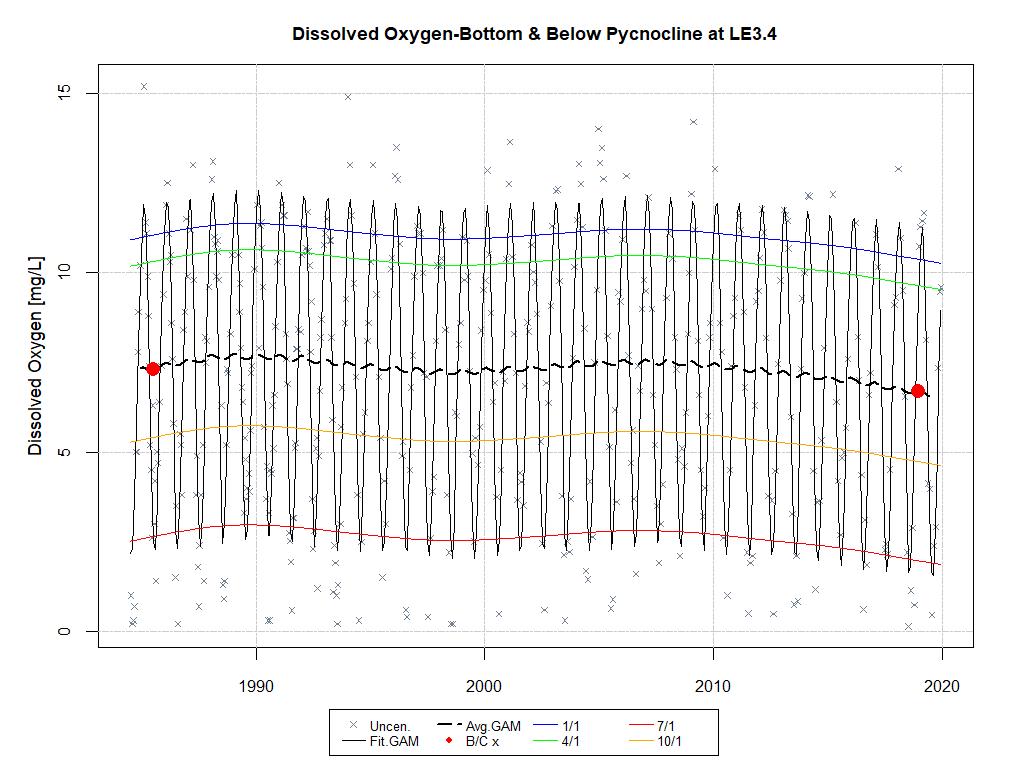 Dissolved Oxygen-Bottom & Below Pycnocline at LE3.4
Dissolved Oxygen [mg/L]
15
10
5
0
1990 2000 2010 2020
Uncen. Avg.GAM 1/1 7/1
Fit.GAM B/C x 4/1 10/1